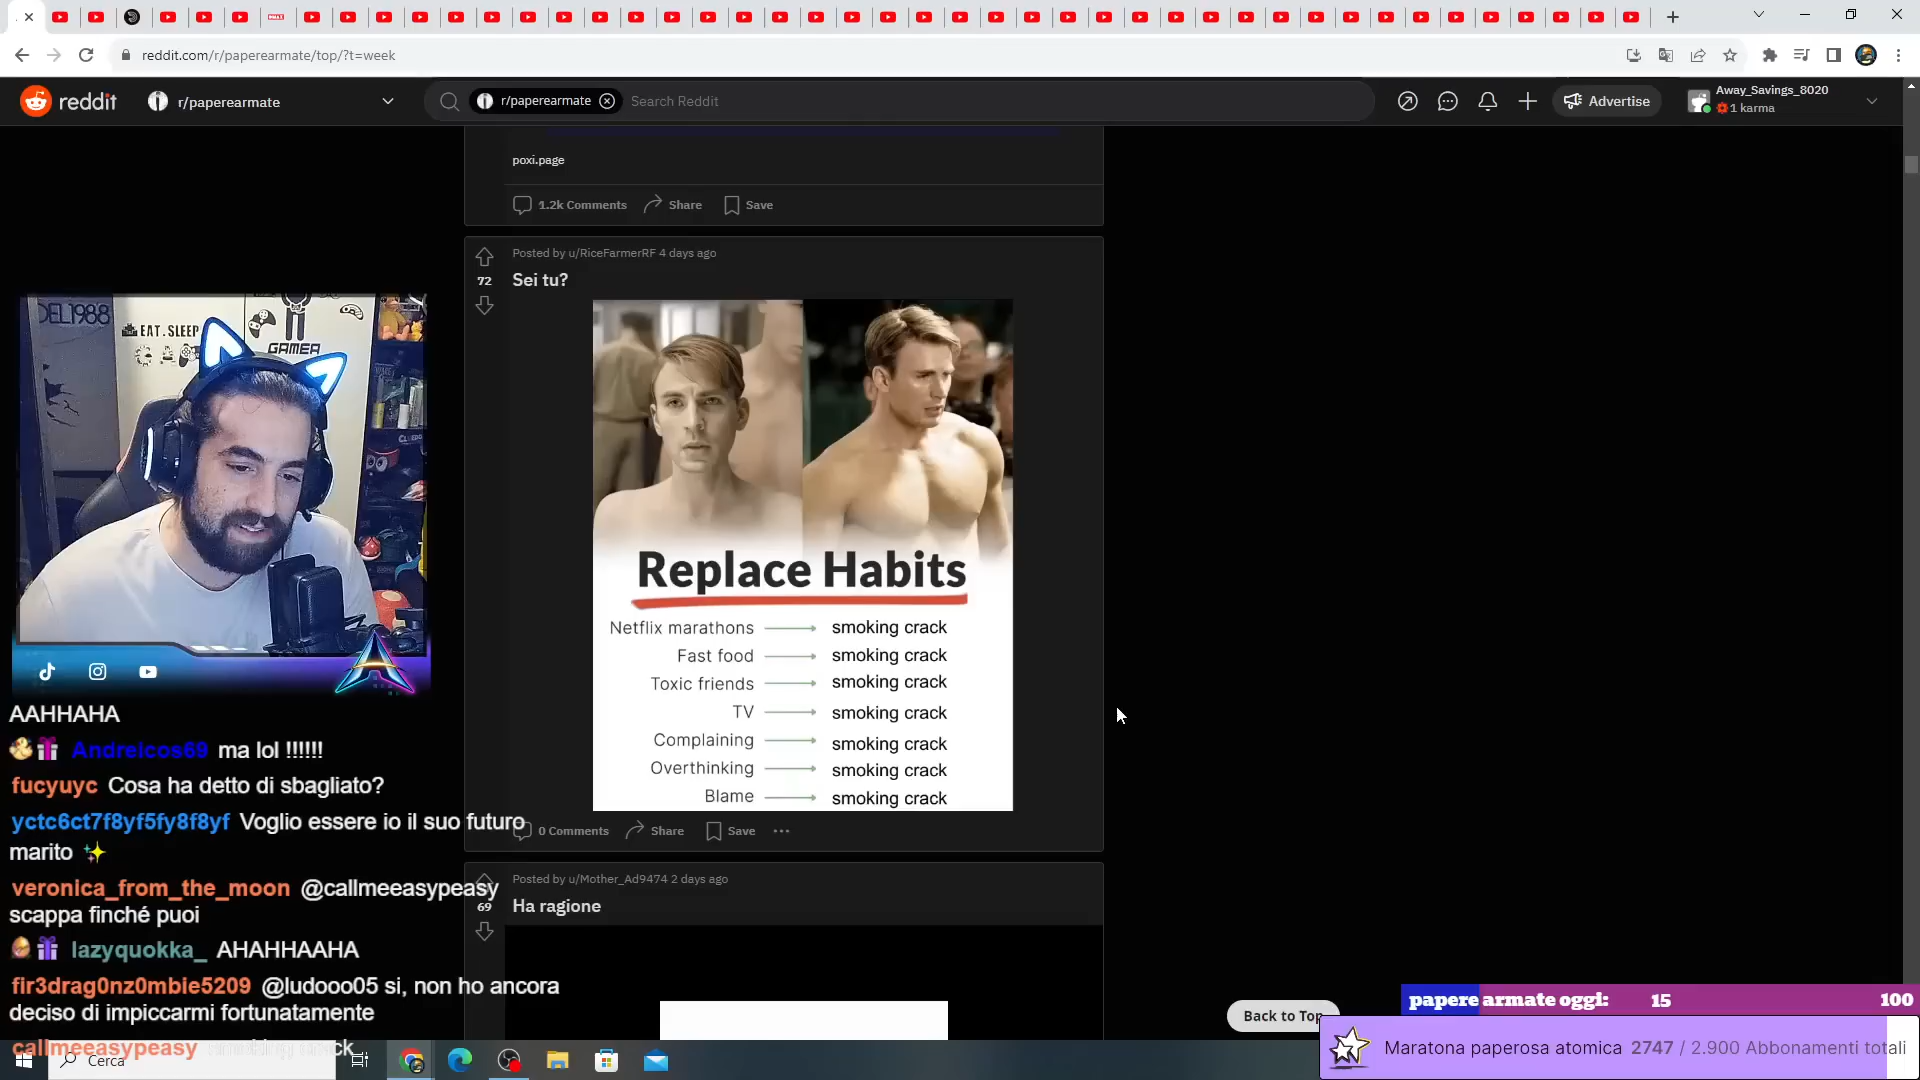 reddit.com/r/paperearmate/top/?t=week
reddit
r/paperearmate
r/paperearmate
Search Reddit
Advertise
Away_Savings_8020
1 karma
poxi.page
1.2k Comments
Share
Save
Posted by u/RiceFarmerRF 4 days ago
72
Sei tu?
DEL1988
EAT.SLEEP
GAMER
Replace Habits
Netflix marathons
smoking crack
Fast food
smoking crack
Toxic friends
smoking crack
TV
smoking crack
Complaining
smoking crack
Overthinking
smoking crack
Blame
smoking crack
0 Comments
Share
Save
Posted by u/Mother_Ad9474 2 days ago
69
Ha ragione
AAHHAHA
Andreicos69 ma lol !!!!!!
fucyuyc Cosa ha detto di sbagliato?
yctc6ct7f8yf5fy8f8yf Voglio essere io il suo futuro
marito ✨
veronica_from_the_moon @callmeeasypeasy
scappa finché puoi
lazyquokka_ AHAHHAAHA
fir3drag0nz0mbie5209 @ludooo05 si, non ho ancora
deciso di impiccarmi fortunatamente
callmeeasypeasy
Back to Top
papere armate oggi:
15
100
Maratona paperosa atomica 2747 / 2.900 Abbonamenti totali
Cerca